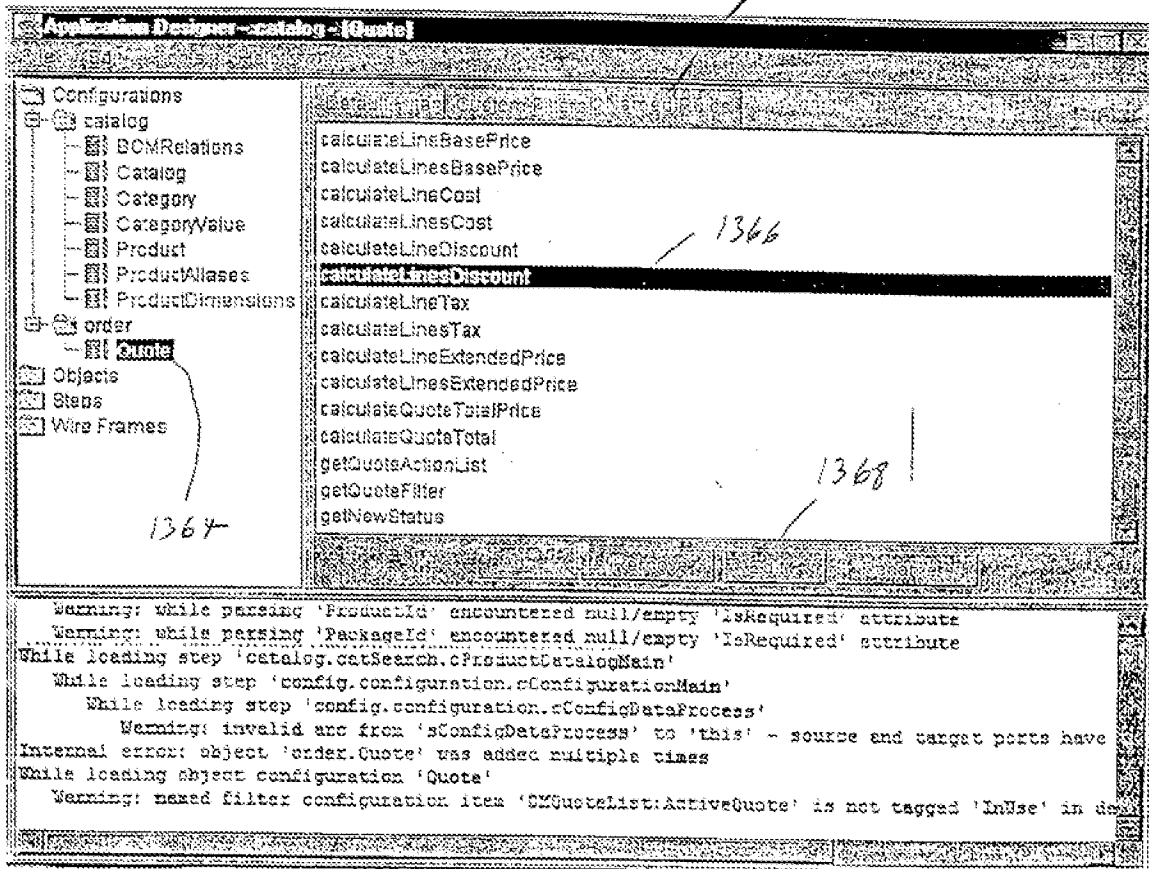 Application Designer - catalog - [Quote]
Configurations
catalog
BOMRelations
Catalog
Category
CategoryValue
Product
ProductAliases
ProductDimensions
order
Quote
Objects
Steps
Wire Frames
1364
calculateLineBasePrice
calculateLinesBasePrice
calculateLineCost
calculateLinesCost
calculateLineDiscount
1366
calculateLinesDiscount
calculateLineTax
calculateLinesTax
calculateLineExtendedPrice
calculateLinesExtendedPrice
calculateQuoteTotalPrice
calculateQuoteTotal
getQuoteActionList
getQuoteFilter
getNewStatus
1368
Warning: while parsing 'ProductId' encountered null/empty 'IsRequired' attribute
Warning: while parsing 'PackageId' encountered null/empty 'IsRequired' attribute
While loading step 'catalog.catSearch.cProductCatalogMain'
While loading step 'config.configuration.cConfigurationMain'
While loading step 'config.configuration.cConfigDataProcess'
Warning: invalid arc from 'sConfigDataProcess' to 'this' - source and target ports have
Internal error: object 'order.Quote' was added multiple times
While loading object configuration 'Quote'
Warning: named filter configuration item ActiveQuote' is not tagged 'InUse' in